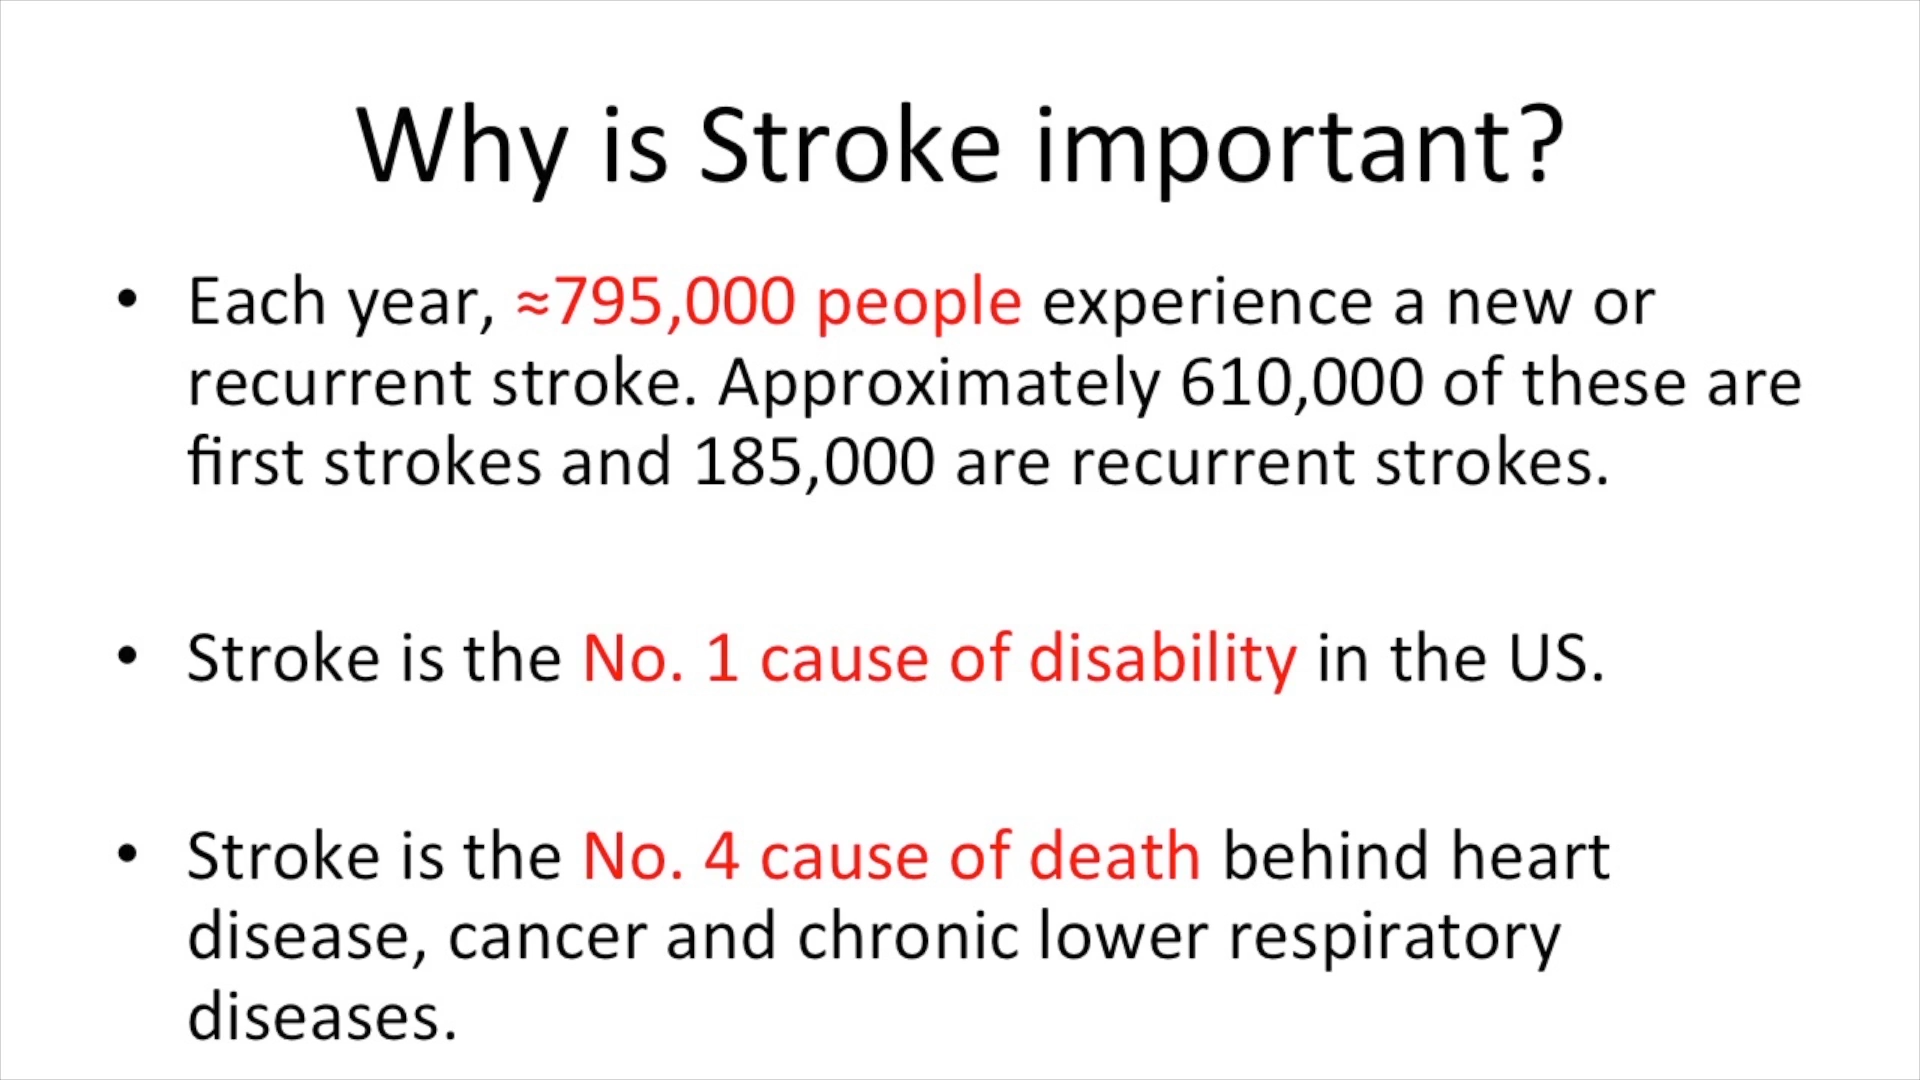 Why is Stroke important?
• Each year, ≈795,000 people experience a new or
recurrent stroke. Approximately 610,000 of these are
first strokes and 185,000 are recurrent strokes.
• Stroke is the No. 1 cause of disability in the US.
• Stroke is the No. 4 cause of death behind heart
disease, cancer and chronic lower respiratory
diseases.